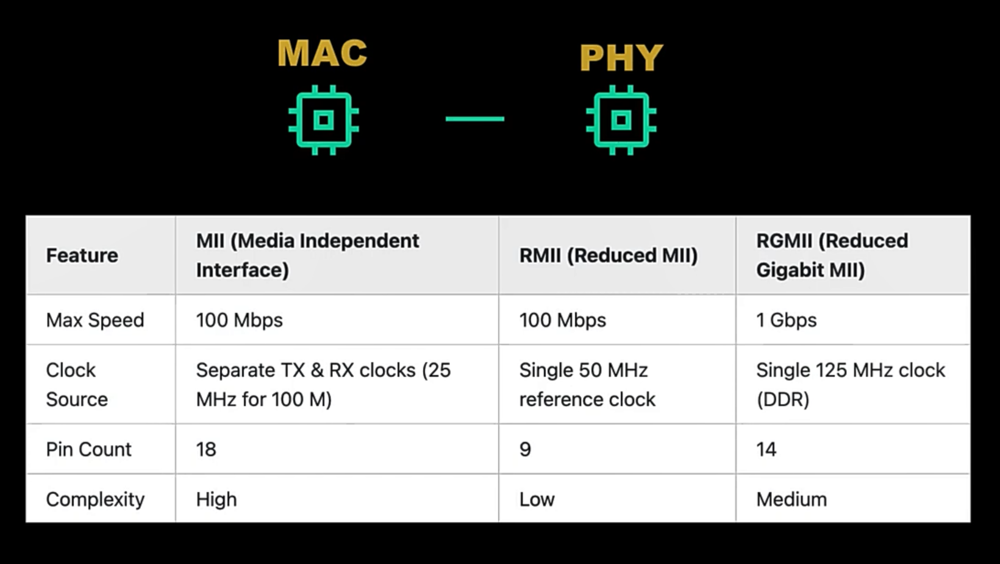 MAC
PHY
Feature
MII (Media Independent
Interface)
RMII (Reduced MII)
RGMII (Reduced
Gigabit MII)
Max Speed
100 Mbps
100 Mbps
1 Gbps
Clock
Source
Separate TX & RX clocks (25
MHz for 100 M)
Single 50 MHz
reference clock
Single 125 MHz clock
(DDR)
Pin Count
18
9
14
Complexity
High
Low
Medium